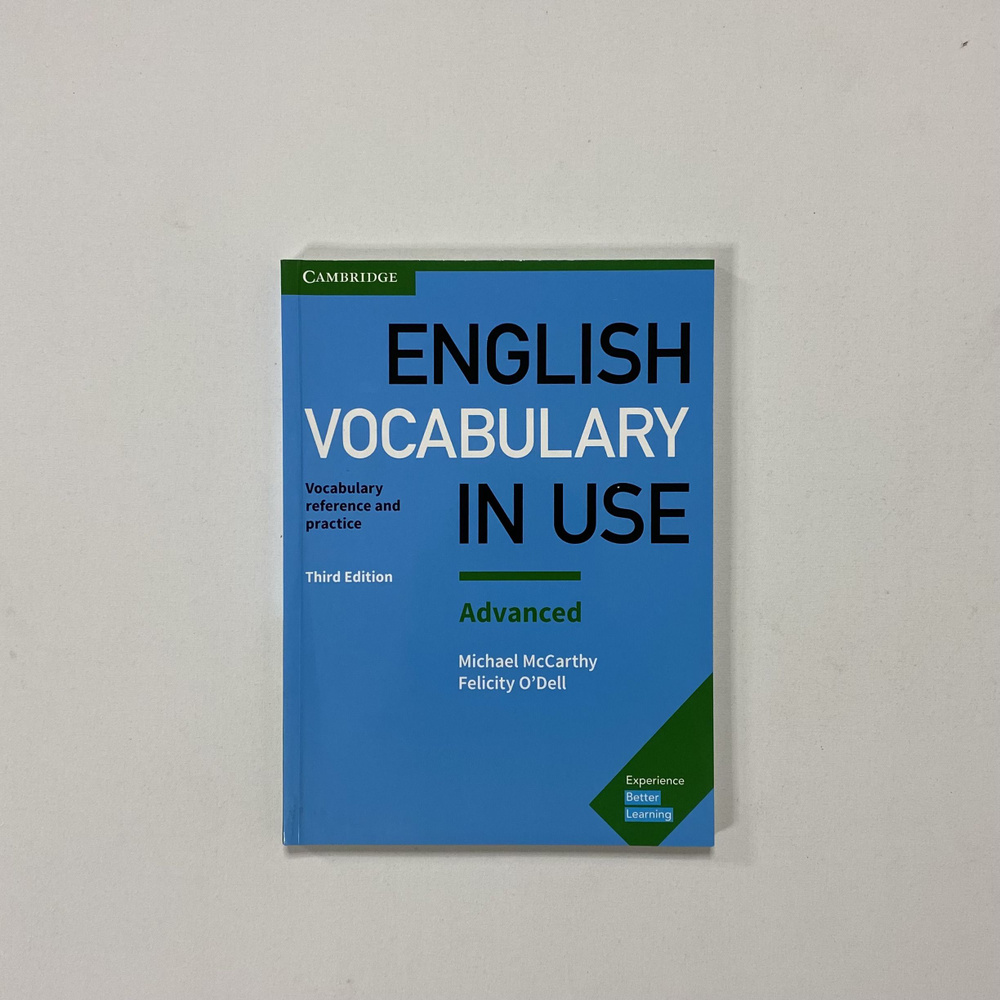 CAMBRIDGE
ENGLISH
VOCABULARY
IN USE
Vocabulary
reference and
practice
Third Edition
Advanced
Michael McCarthy
Felicity O'Dell
Experience
Better
Learning